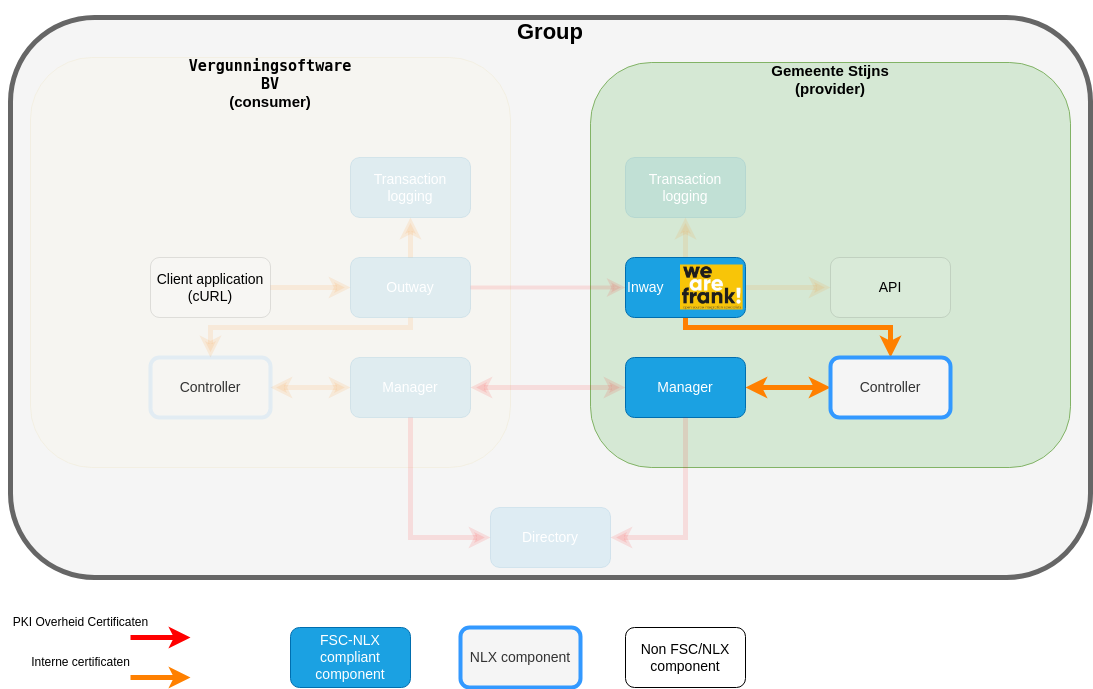 Group
Vergunningsoftware
BV
(consumer)
Gemeente Stijns
(provider)
Transaction
logging
Transaction
logging
Client application
(cURL)
Outway
Inway
we
are
frank!
API
Controller
Manager
Manager
Controller
Directory
PKI Overheid Certificaten
Interne certificaten
FSC-NLX
compliant
component
NLX component
Non FSC/NLX
component